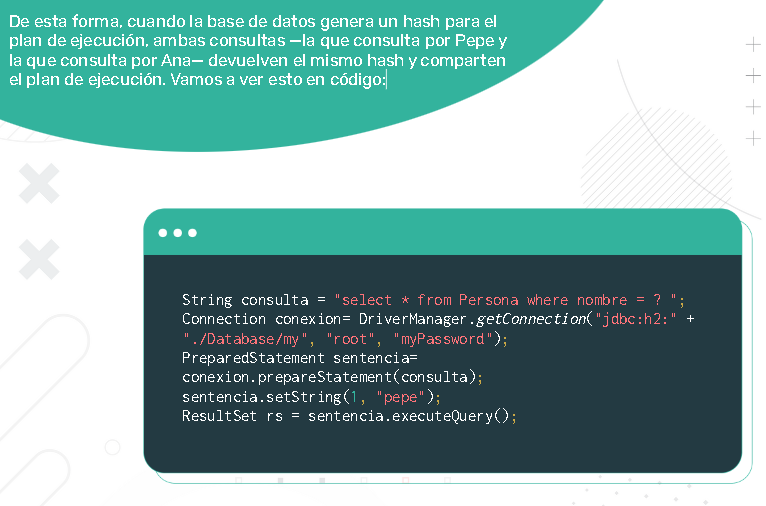 De esta forma, cuando la base de datos genera un hash para el
plan de ejecución, ambas consultas —la que consulta por Pepe y
la que consulta por Ana— devuelven el mismo hash y comparten
el plan de ejecución. Vamos a ver esto en código:
String consulta = "select * from Persona where nombre = ? ";
Connection conexion= DriverManager.getConnection("jdbc:h2:" +
"./Database/my", "root", "myPassword");
PreparedStatement sentencia=
conexion.prepareStatement(consulta);
sentencia.setString(1, "pepe");
ResultSet rs = sentencia.executeQuery();